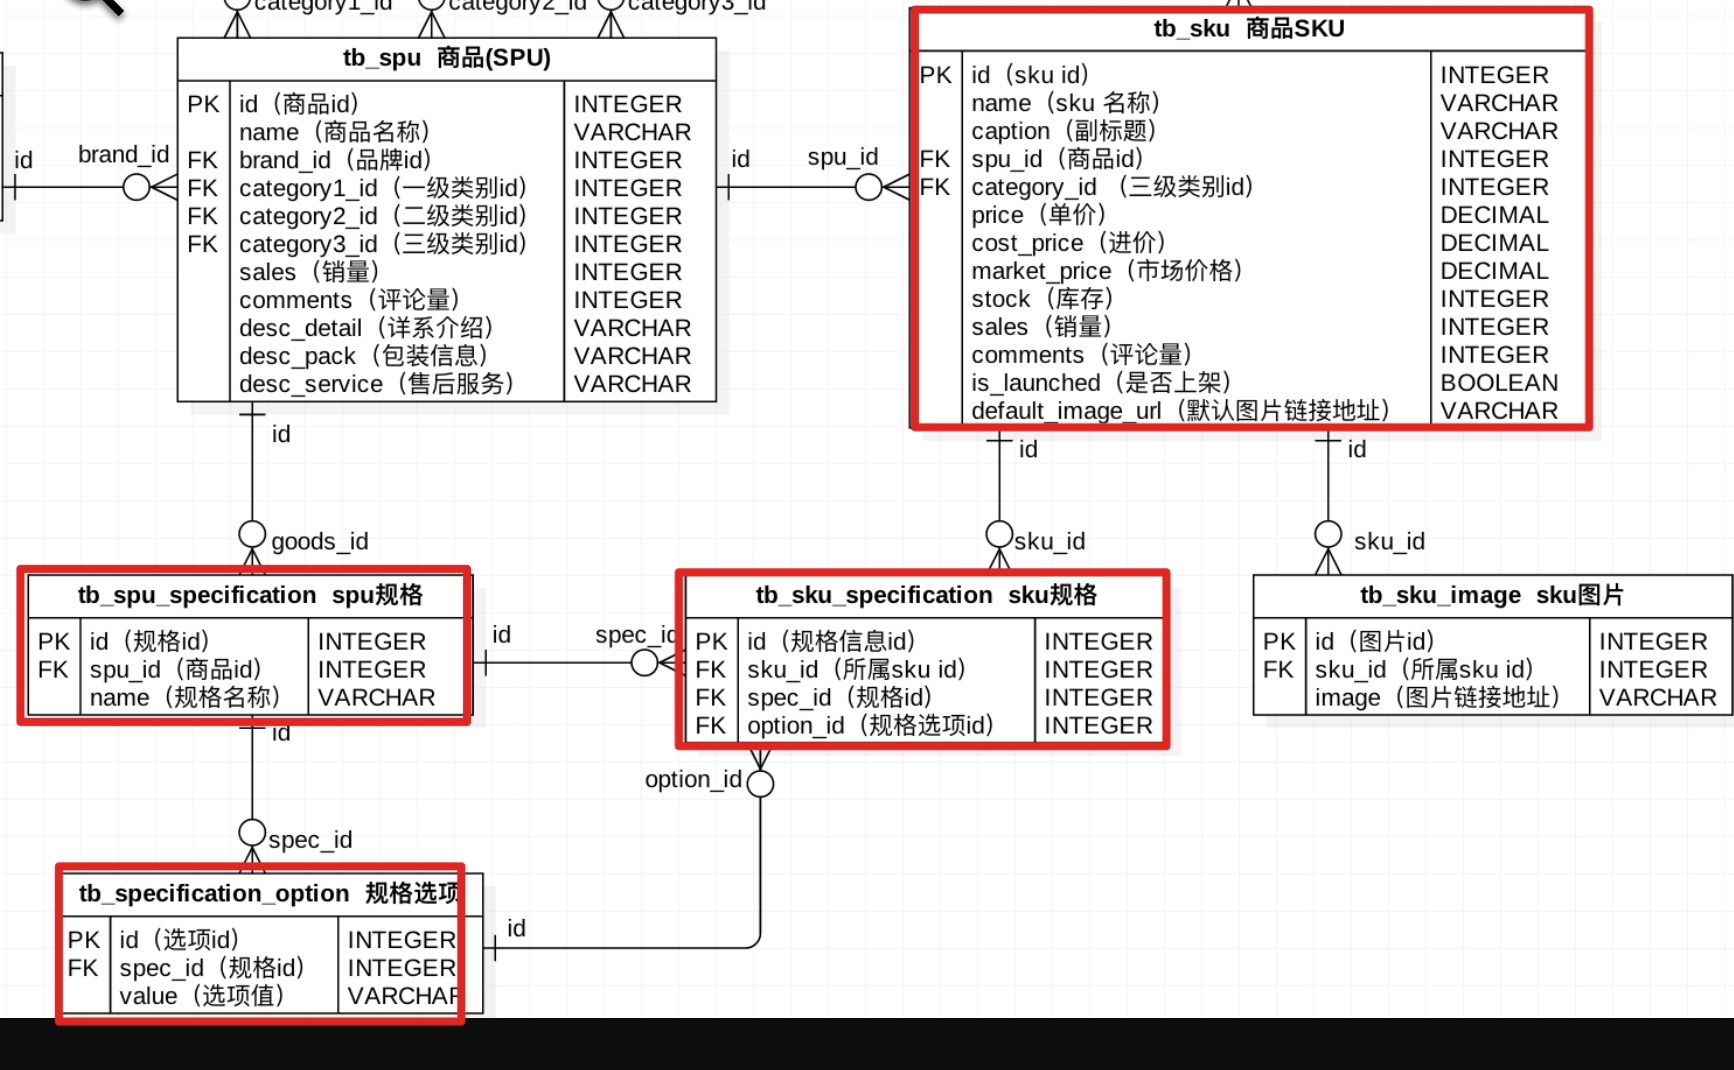 category1_id
category2_id
category3_id
tb_spu 商品(SPU)
PK id（商品id） INTEGER
name（商品名称） VARCHAR
FK brand_id（品牌id） INTEGER
FK category1_id（一级类别id） INTEGER
FK category2_id（二级类别id） INTEGER
FK category3_id（三级类别id） INTEGER
sales（销量） INTEGER
comments（评论量） INTEGER
desc_detail（详系介绍） VARCHAR
desc_pack（包装信息） VARCHAR
desc_service（售后服务） VARCHAR
id
brand_id
id
spu_id
tb_sku 商品SKU
PK id（sku id） INTEGER
name（sku 名称） VARCHAR
caption（副标题） VARCHAR
FK spu_id（商品id） INTEGER
FK category_id （三级类别id） INTEGER
price（单价） DECIMAL
cost_price（进价） DECIMAL
market_price（市场价格） DECIMAL
stock（库存） INTEGER
sales（销量） INTEGER
comments（评论量） INTEGER
is_launched（是否上架） BOOLEAN
default_image_url（默认图片链接地址） VARCHAR
id
goods_id
id
sku_id
id
sku_id
tb_spu_specification spu规格
PK id（规格id） INTEGER
FK spu_id（商品id） INTEGER
name（规格名称） VARCHAR
id
spec_id
tb_sku_specification sku规格
PK id（规格信息id） INTEGER
FK sku_id（所属sku id） INTEGER
FK spec_id（规格id） INTEGER
FK option_id（规格选项id） INTEGER
tb_sku_image sku图片
PK id（图片id） INTEGER
FK sku_id（所属sku id） INTEGER
image（图片链接地址） VARCHAR
id
option_id
spec_id
tb_specification_option 规格选项
PK id（选项id） INTEGER
FK spec_id（规格id） INTEGER
value（选项值） VARCHAR
id